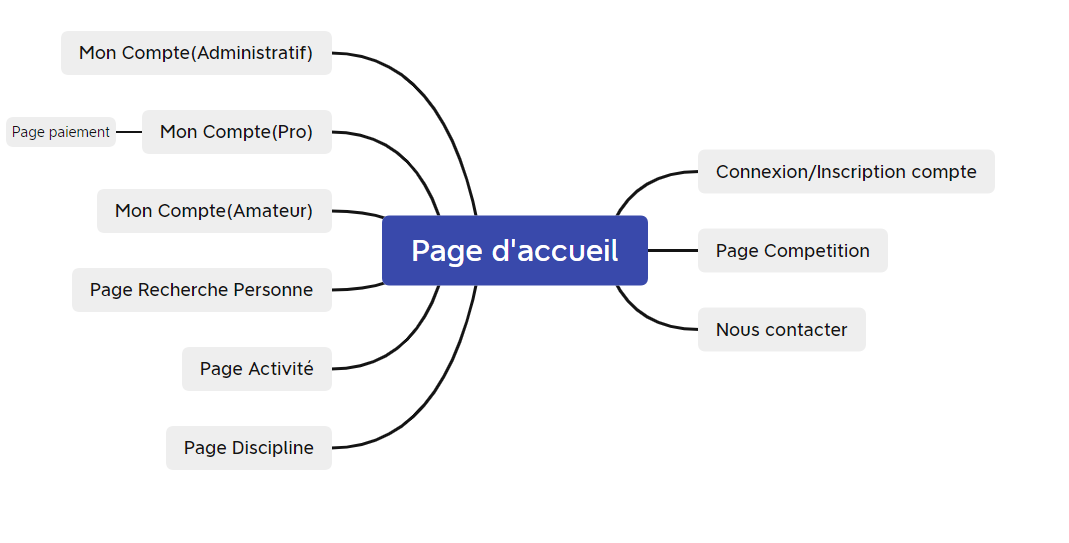 Mon Compte(Administratif)
Page paiement
Mon Compte(Pro)
Mon Compte(Amateur)
Page Recherche Personne
Page Activité
Page Discipline
Page d'accueil
Connexion/Inscription compte
Page Competition
Nous contacter